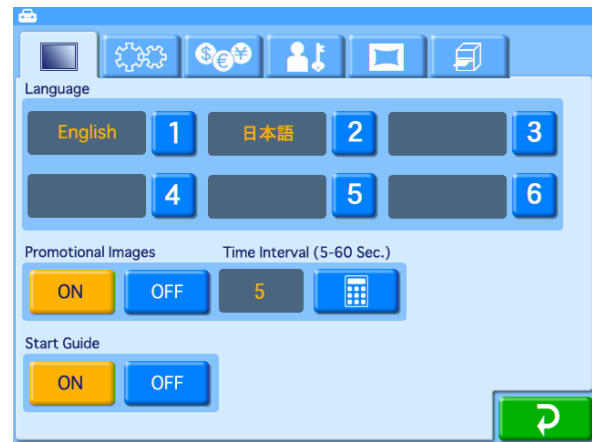 $ € ¥
Language
English 1 日本語 2 3
4 5 6
Promotional Images Time Interval (5-60 Sec.)
ON OFF 5
Start Guide
ON OFF